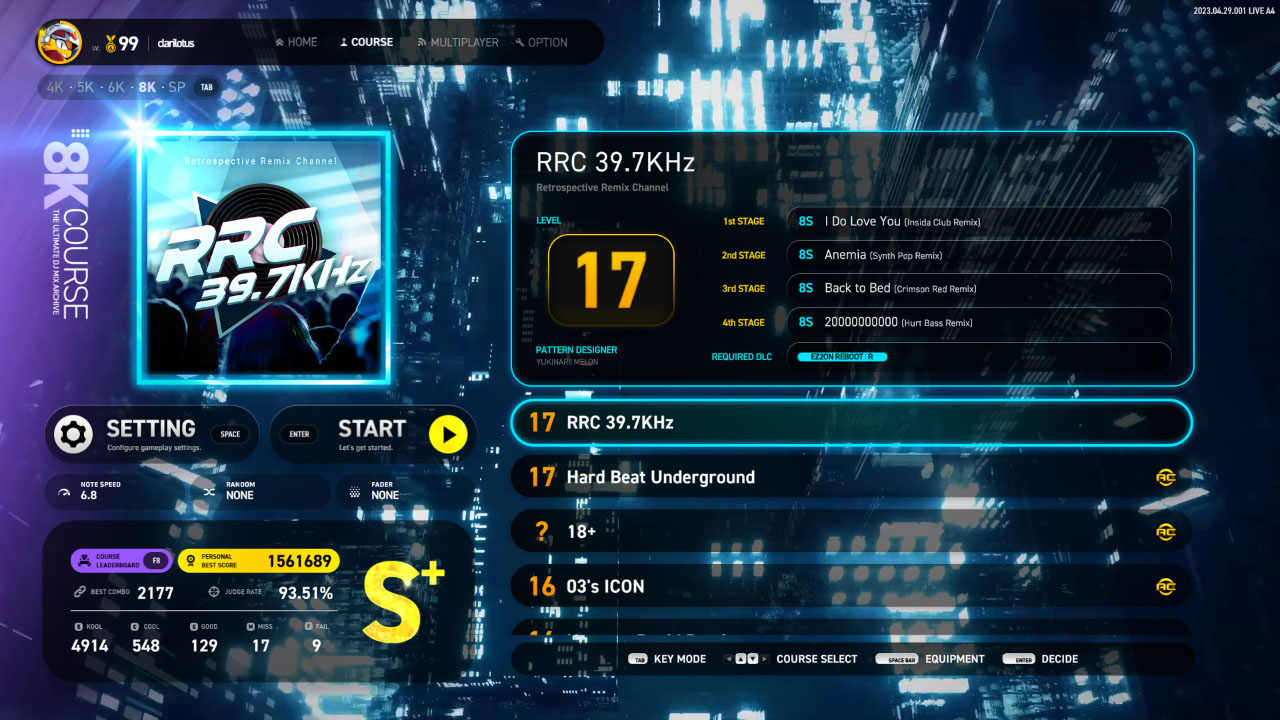 2023.04.29.001 LIVE A4
LV. 99 darilotus
HOME COURSE MULTIPLAYER OPTION
4K · 5K · 6K · 8K · SP TAB
8K COURSE
THE ULTIMATE DJ MIX ARCHIVE
Retrospective Remix Channel
RRC
39.7KHz
RRC 39.7KHz
Retrospective Remix Channel
LEVEL
17
1st STAGE 8S I Do Love You (Insida Club Remix)
2nd STAGE 8S Anemia (Synth Pop Remix)
3rd STAGE 8S Back to Bed (Crimson Red Remix)
4th STAGE 8S 20000000000 (Hurt Bass Remix)
PATTERN DESIGNER
YUKINARI MELON
REQUIRED DLC EZ2ON REBOOT : R
SETTING SPACE
Configure gameplay settings.
ENTER START
Let's get started.
NOTE SPEED
6.8
RANDOM
NONE
FADER
NONE
COURSE
LEADERBOARD F8
PERSONAL
BEST SCORE 1561689
BEST COMBO 2177 JUDGE RATE 93.51%
S+
K KOOL C COOL G GOOD M MISS F FAIL
4914 548 129 17 9
17 RRC 39.7KHz
17 Hard Beat Underground AC
? 18+ AC
16 03's ICON AC
TAB KEY MODE COURSE SELECT SPACE BAR EQUIPMENT ENTER DECIDE